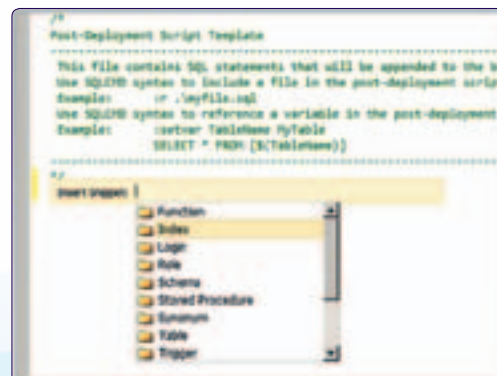 /*
Post-Deployment Script Template
--------------------------------------------------------------------------------------
This file contains SQL statements that will be appended to the b
Use SQLCMD syntax to include a file in the post-deployment scrip
Example: :r .\myfile.sql
Use SQLCMD syntax to reference a variable in the post-deployment
Example: :setvar TableName MyTable
SELECT * FROM [$(TableName)]
--------------------------------------------------------------------------------------
*/
Insert Snippet:
Function
Index
Login
Role
Schema
Stored Procedure
Synonym
Table
Trigger